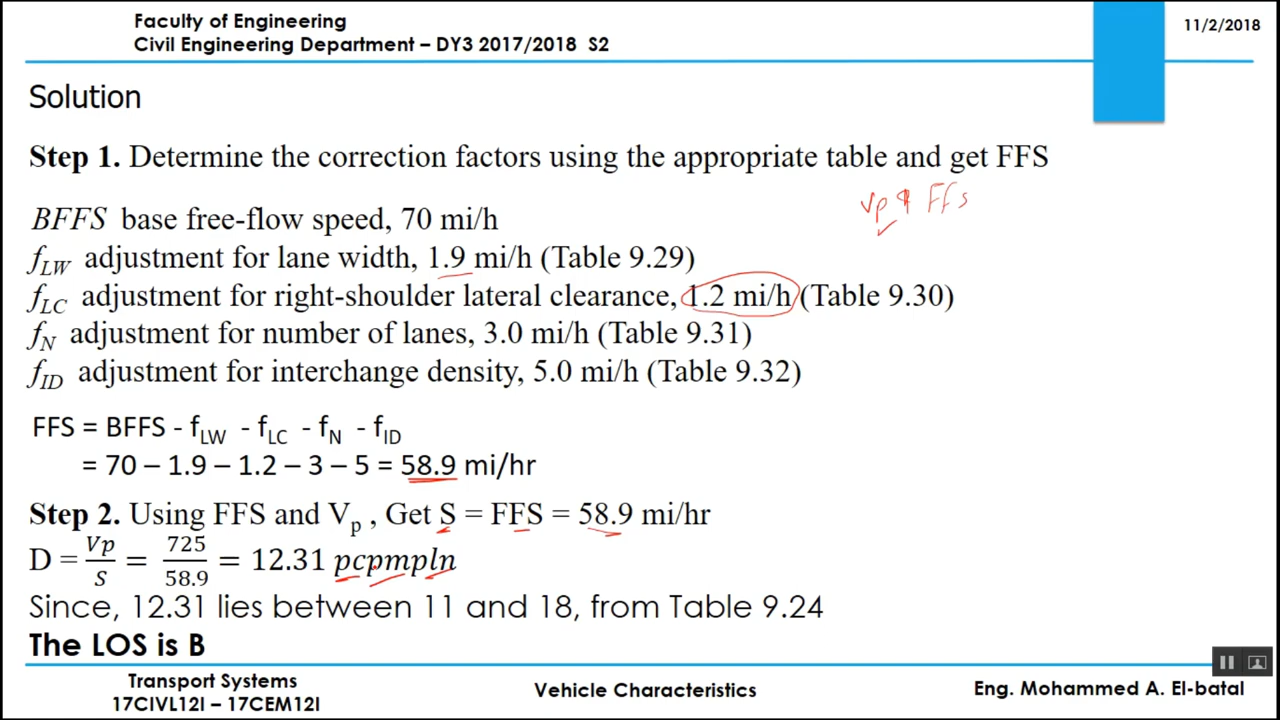 Faculty of Engineering
Civil Engineering Department – DY3 2017/2018 S2
11/2/2018
Solution
Step 1. Determine the correction factors using the appropriate table and get FFS
Vp FFs
BFFS base free-flow speed, 70 mi/h
fLW adjustment for lane width, 1.9 mi/h (Table 9.29)
fLC adjustment for right-shoulder lateral clearance, 1.2 mi/h (Table 9.30)
fN adjustment for number of lanes, 3.0 mi/h (Table 9.31)
fID adjustment for interchange density, 5.0 mi/h (Table 9.32)
FFS = BFFS - fLW - fLC - fN - fID
= 70 – 1.9 – 1.2 – 3 – 5 = 58.9 mi/hr
Step 2. Using FFS and Vp , Get S = FFS = 58.9 mi/hr
D = Vp/S = 725/58.9 = 12.31 pcpmpln
Since, 12.31 lies between 11 and 18, from Table 9.24
The LOS is B
Transport Systems
17CIVL12I – 17CEM12I
Vehicle Characteristics
Eng. Mohammed A. El-batal